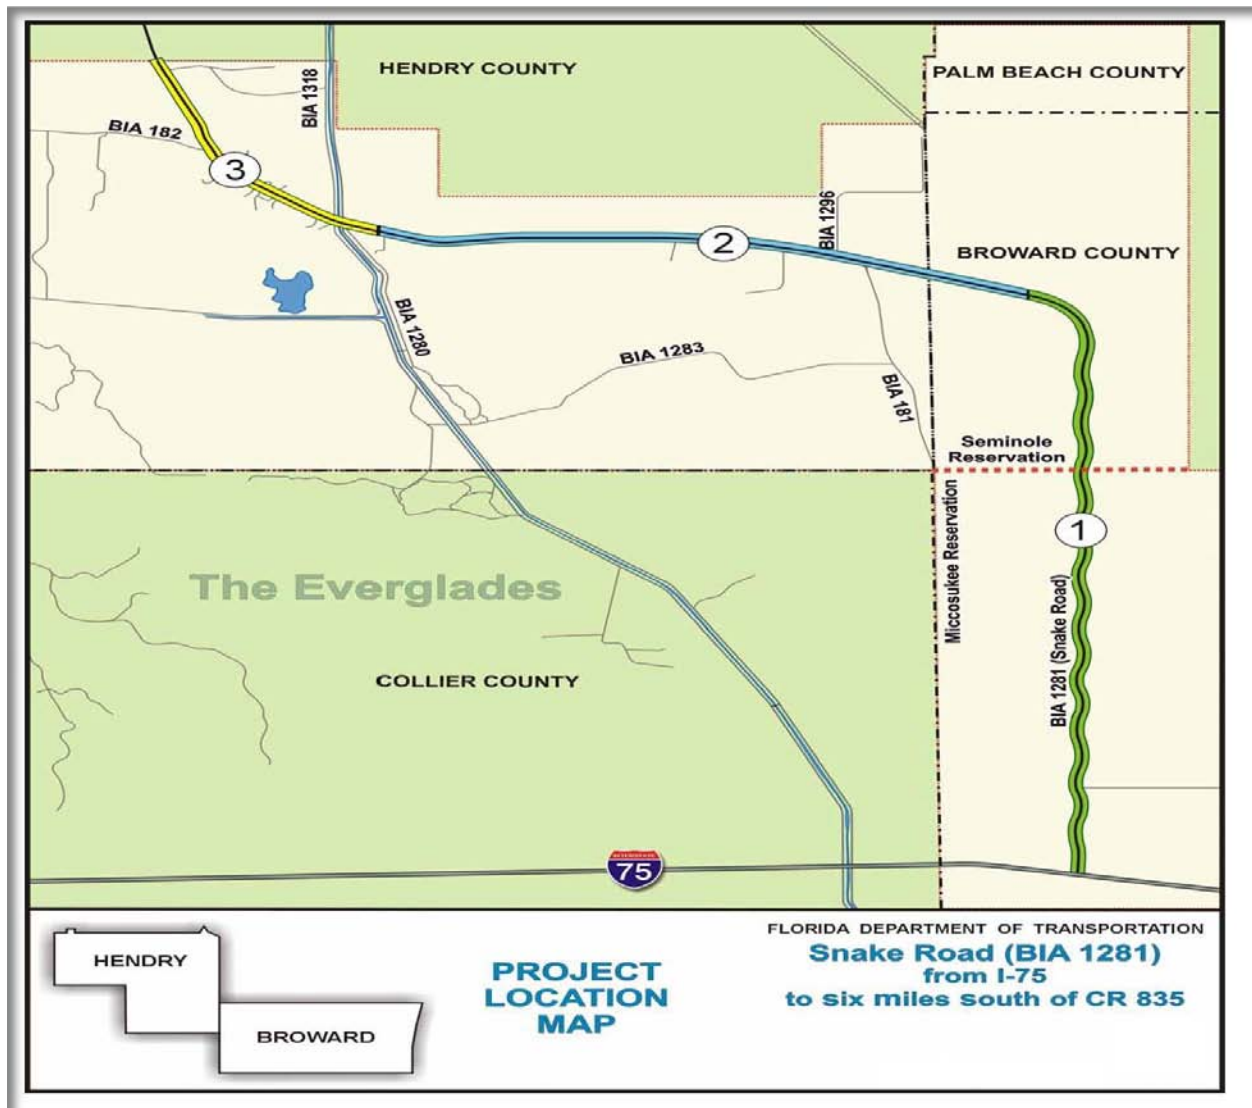 HENDRY COUNTY
PALM BEACH COUNTY
BIA 1318
BIA 182
3
BIA 1296
2
BROWARD COUNTY
BIA 1280
BIA 1283
BIA 181
Seminole
Reservation
Miccosukee Reservation
1
The Everglades
BIA 1281 (Snake Road)
COLLIER COUNTY
INTERSTATE
75
HENDRY
BROWARD
PROJECT
LOCATION
MAP
FLORIDA DEPARTMENT OF TRANSPORTATION
Snake Road (BIA 1281)
from I-75
to six miles south of CR 835